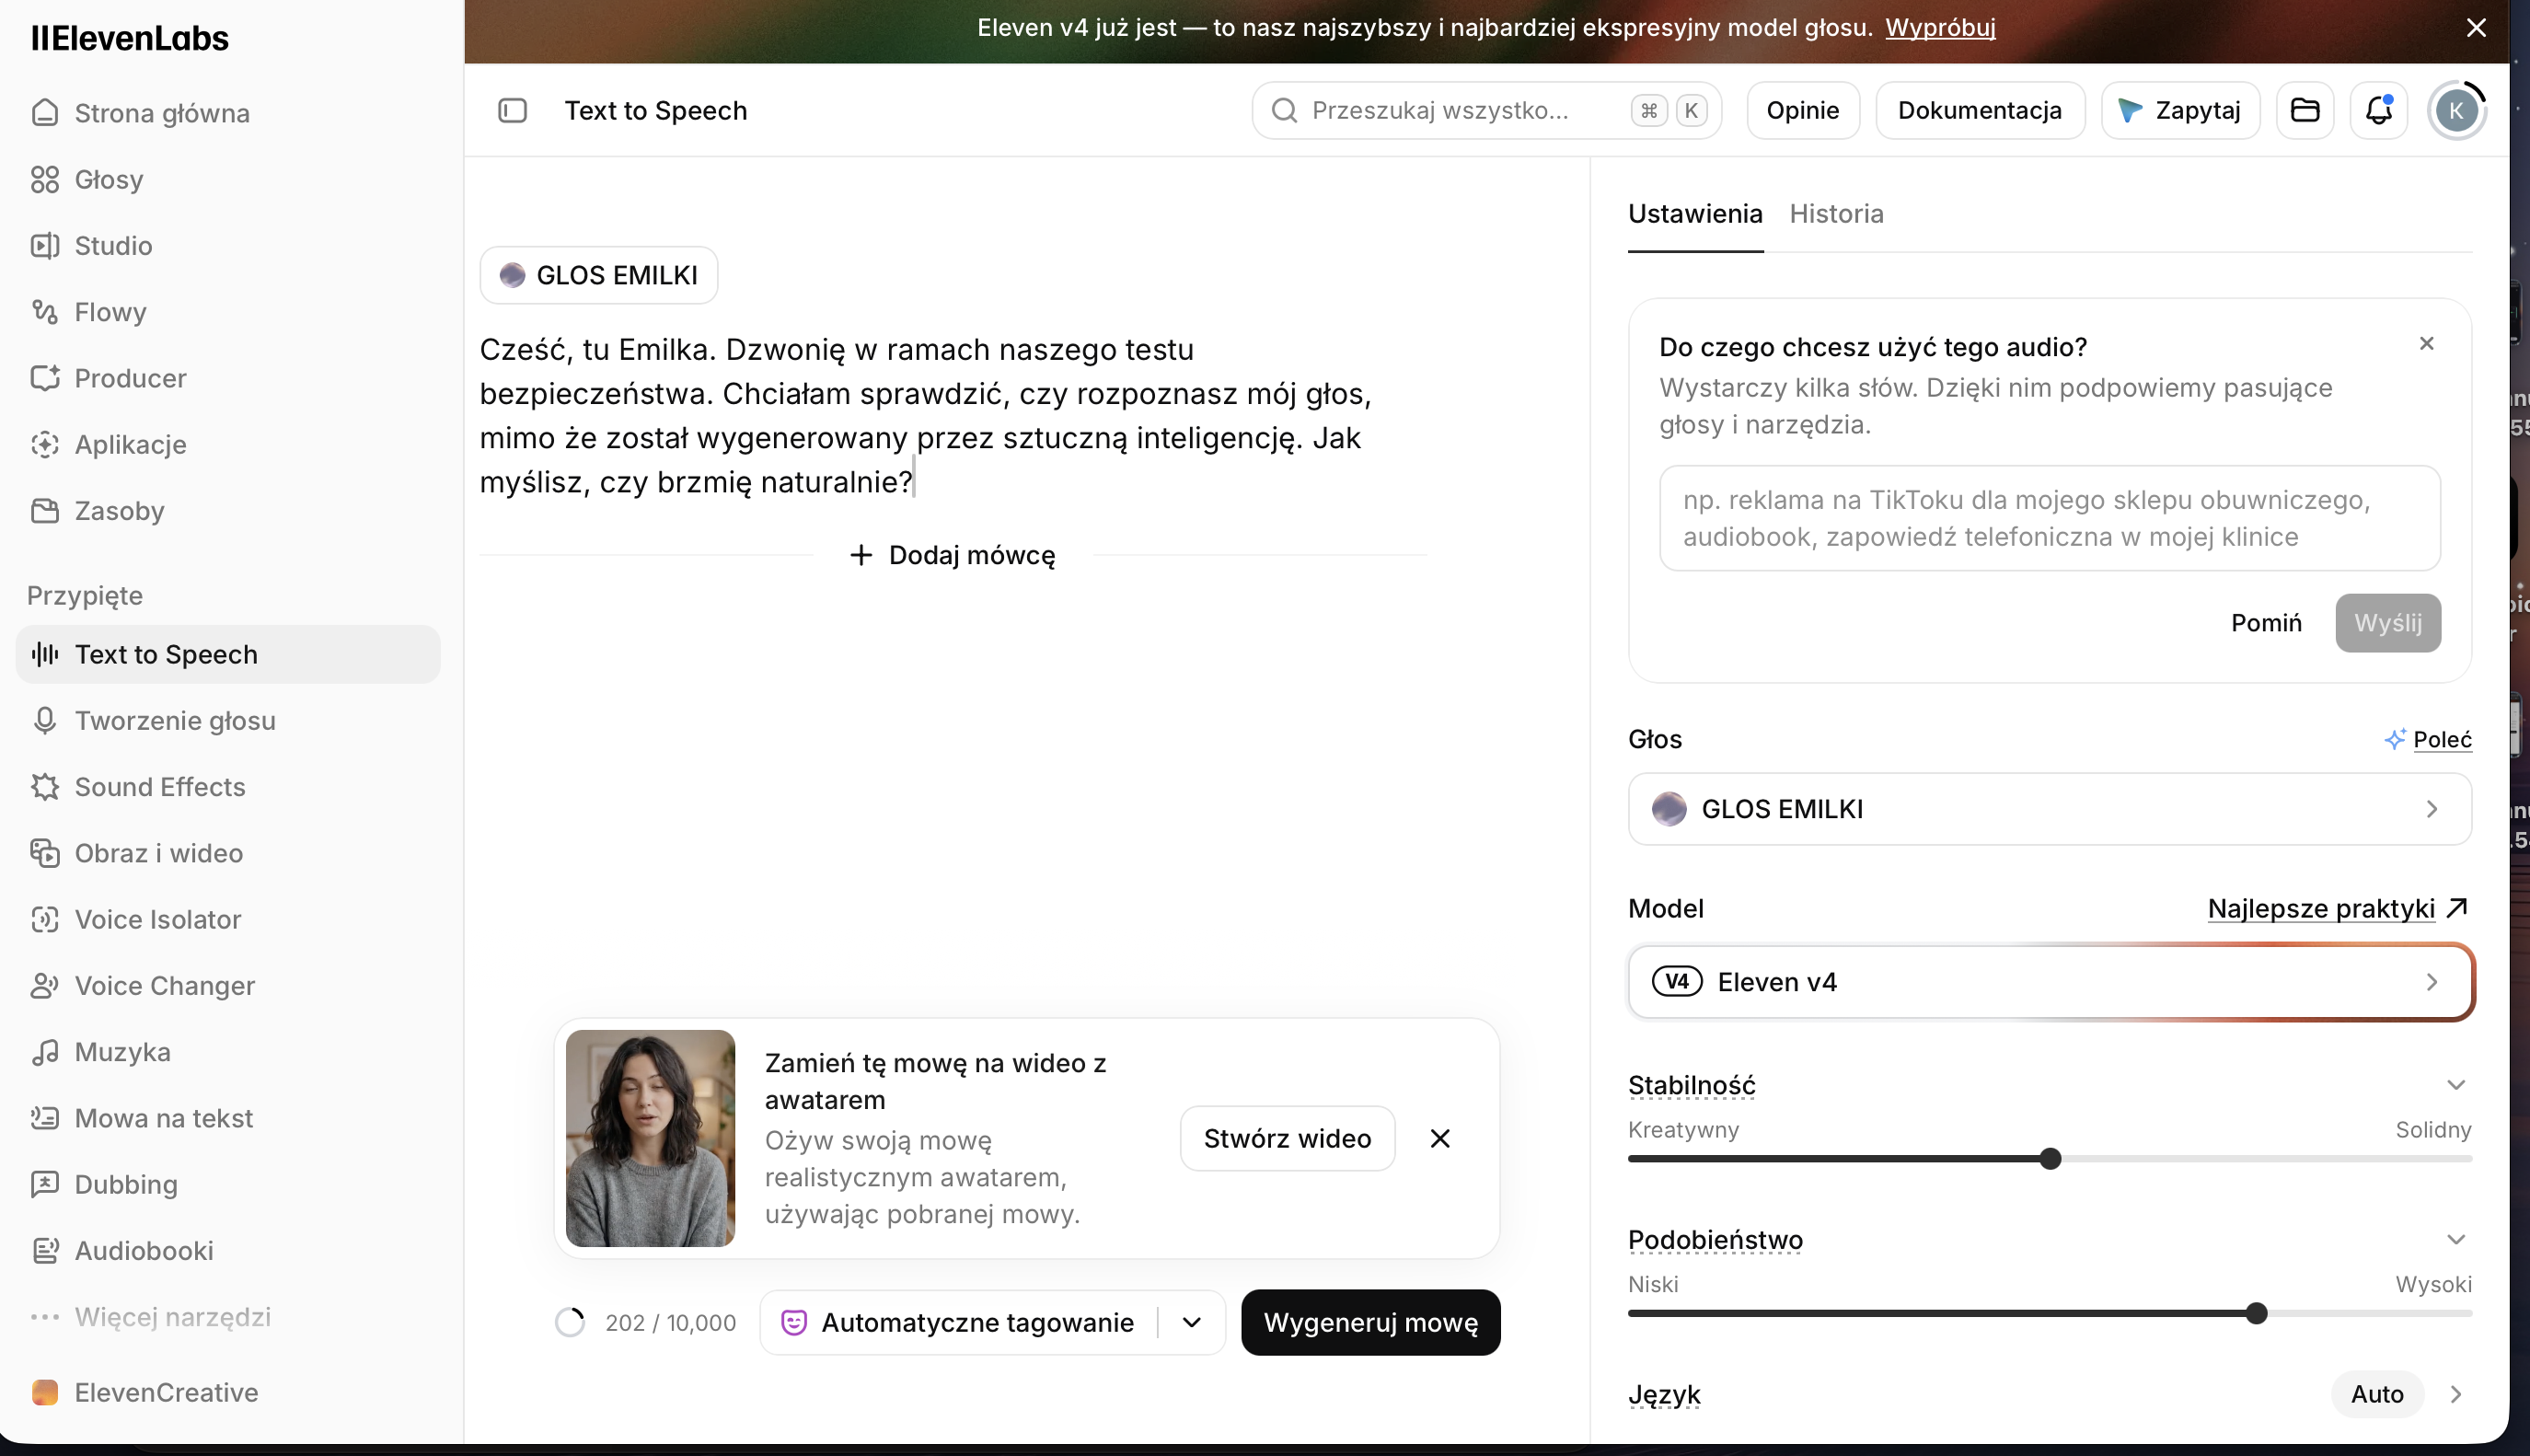 IIElevenLabs
Strona główna
Głosy
Studio
Flowy
Producer
Aplikacje
Zasoby
Przypięte
Text to Speech
Tworzenie głosu
Sound Effects
Obraz i wideo
Voice Isolator
Voice Changer
Muzyka
Mowa na tekst
Dubbing
Audiobooki
Więcej narzędzi
ElevenCreative
Eleven v4 już jest — to nasz najszybszy i najbardziej ekspresyjny model głosu. Wypróbuj
Text to Speech
Przeszukaj wszystko...
⌘ K
Opinie
Dokumentacja
Zapytaj
K
GLOS EMILKI
Cześć, tu Emilka. Dzwonię w ramach naszego testu
bezpieczeństwa. Chciałam sprawdzić, czy rozpoznasz mój głos,
mimo że został wygenerowany przez sztuczną inteligencję. Jak
myślisz, czy brzmię naturalnie?
Dodaj mówcę
Zamień tę mowę na wideo z
awatarem
Ożyw swoją mowę
realistycznym awatarem,
używając pobranej mowy.
Stwórz wideo
202 / 10,000
Automatyczne tagowanie
Wygeneruj mowę
Ustawienia
Historia
Do czego chcesz użyć tego audio?
Wystarczy kilka słów. Dzięki nim podpowiemy pasujące
głosy i narzędzia.
np. reklama na TikToku dla mojego sklepu obuwniczego,
audiobook, zapowiedź telefoniczna w mojej klinice
Pomiń
Wyślij
Głos
Poleć
GLOS EMILKI
Model
Najlepsze praktyki
V4 Eleven v4
Stabilność
Kreatywny
Solidny
Podobieństwo
Niski
Wysoki
Język
Auto